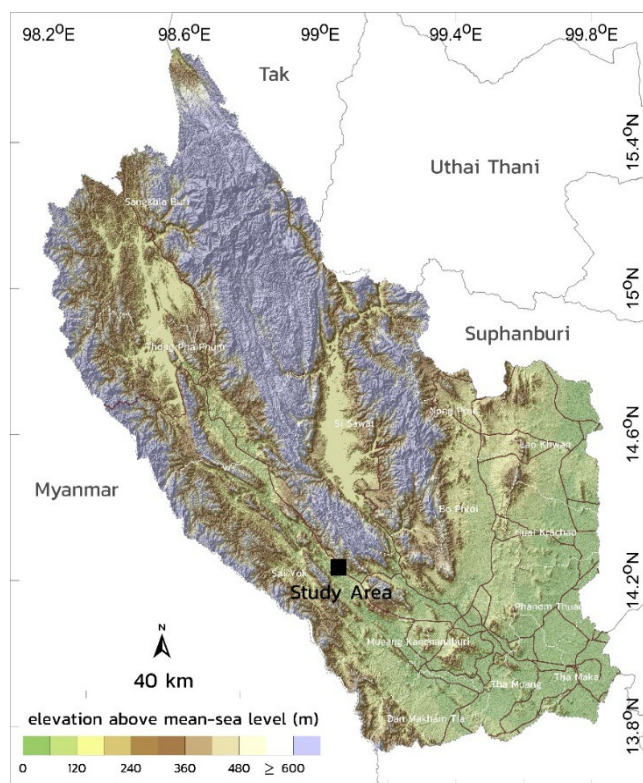 98.2°E 98.6°E 99°E 99.4°E 99.8°E
Tak
15.4°N
Uthai Thani
Sangkhla Buri
15°N
Suphanburi
Thong Pha Phum
Nong Prue
Si Sawat
Lao Khwan
14.6°N
Myanmar
Bo Phloi
Huai Krachao
Sai Yok
14.2°N
Study Area
Phanom Thuan
N
Mueang Kanchanaburi
40 km
Tha Muang
Tha Maka
Dan Makham Tia
13.8°N
elevation above mean-sea level (m)
0 120 240 360 480 ≥ 600